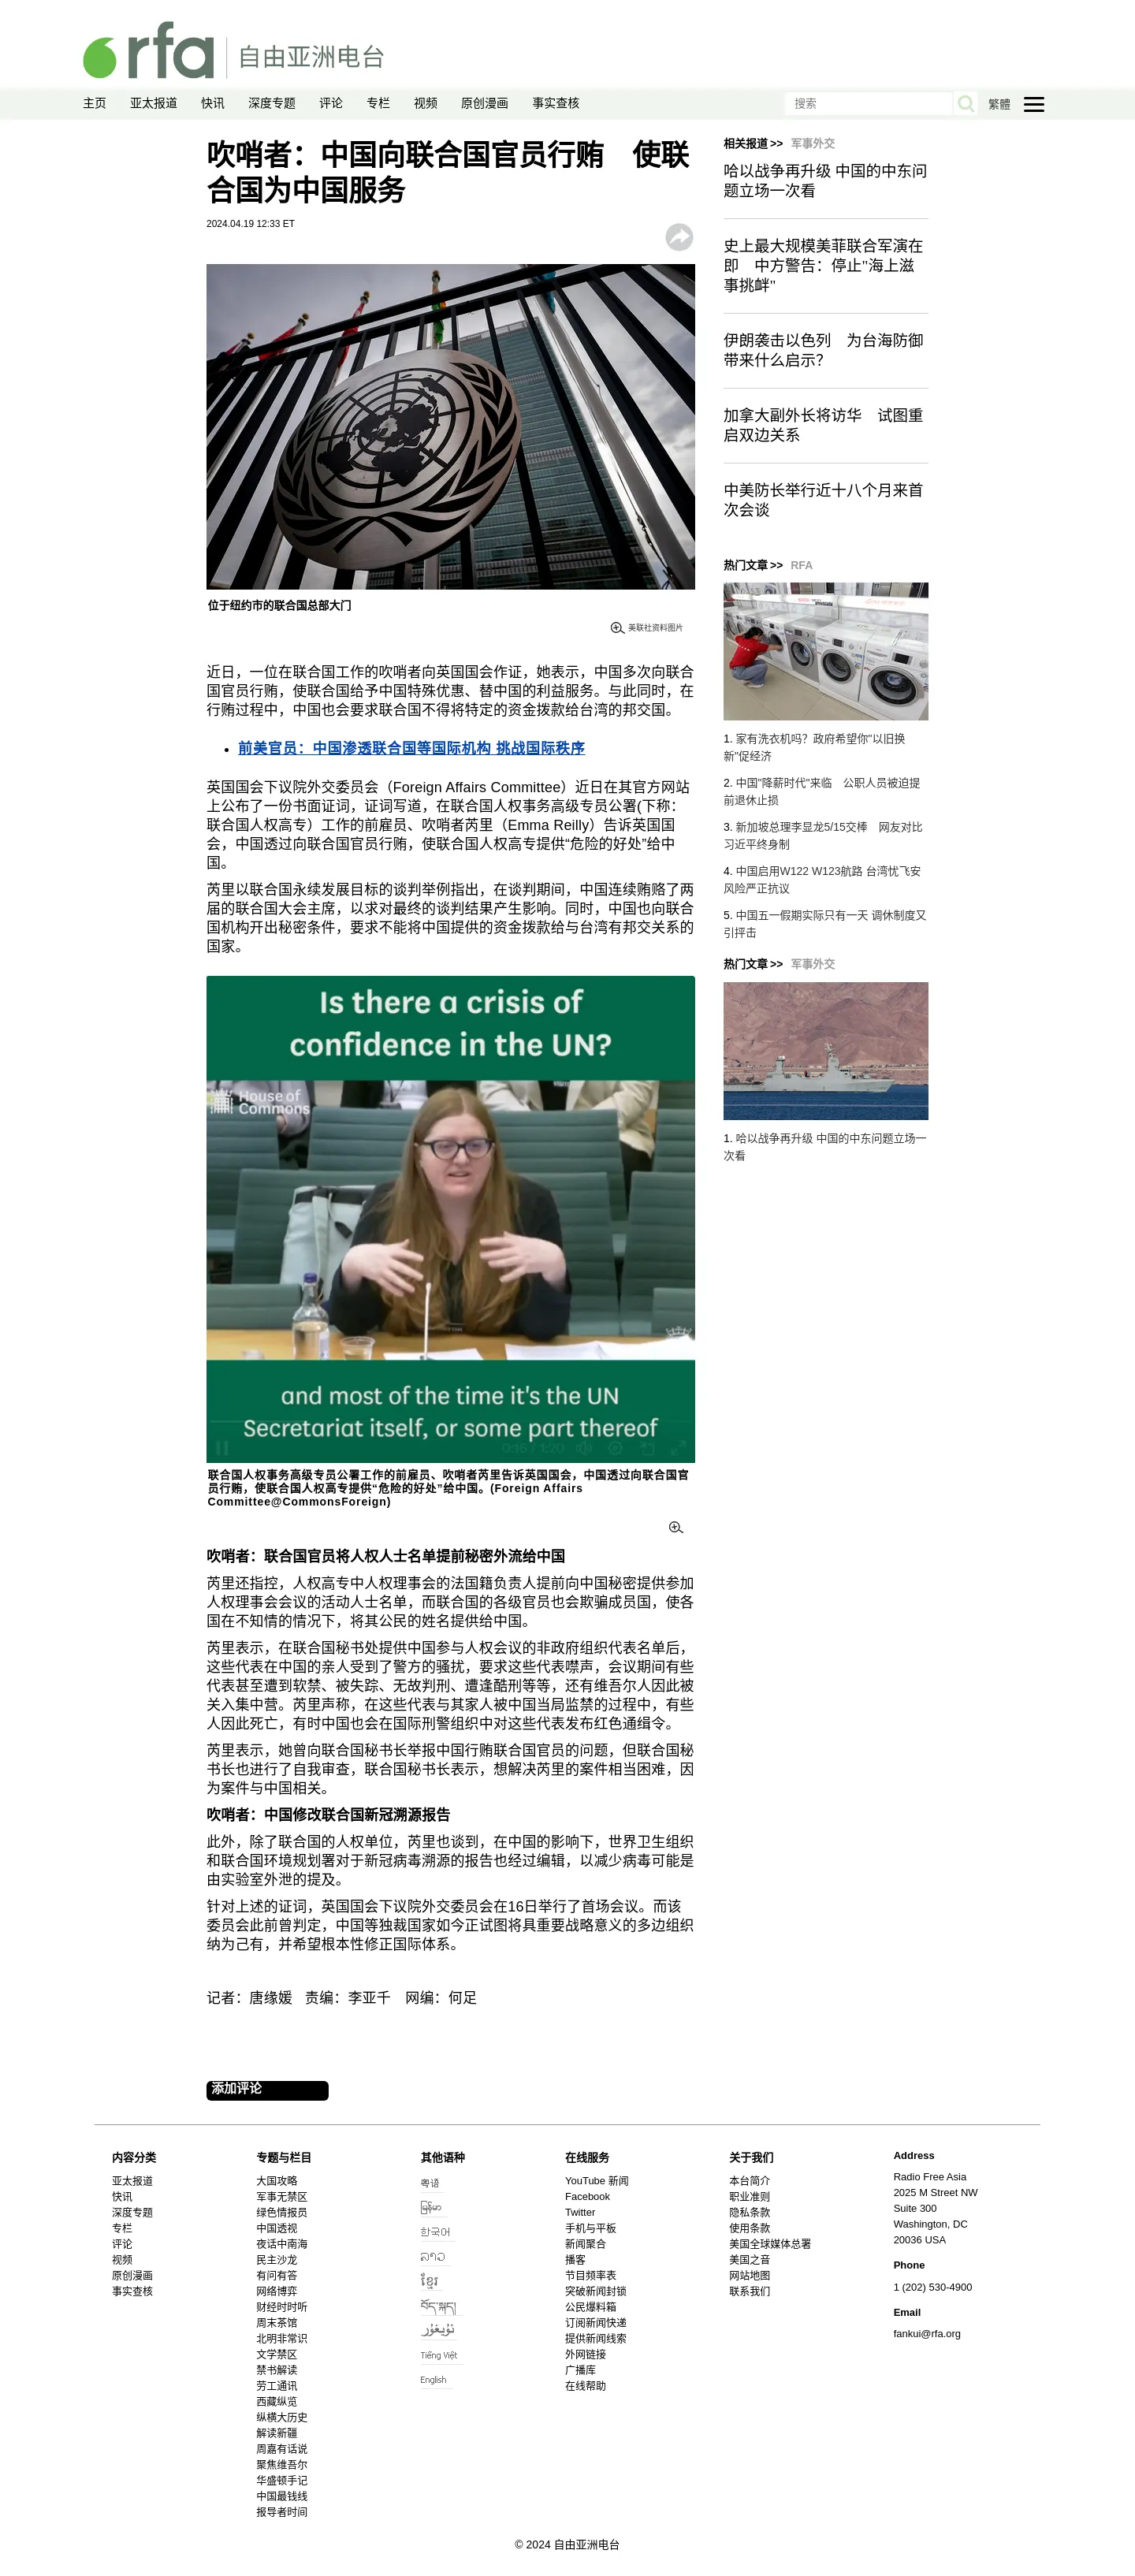 rfa 自由亚洲电台
主页 亚太报道 快讯 深度专题 评论 专栏 视频 原创漫画 事实查核 搜索 繁體
吹哨者：中国向联合国官员行贿　使联
合国为中国服务
2024.04.19 12:33 ET
位于纽约市的联合国总部大门
美联社资料图片
近日，一位在联合国工作的吹哨者向英国国会作证，她表示，中国多次向联合
国官员行贿，使联合国给予中国特殊优惠、替中国的利益服务。与此同时，在
行贿过程中，中国也会要求联合国不得将特定的资金拨款给台湾的邦交国。
前美官员：中国渗透联合国等国际机构 挑战国际秩序
英国国会下议院外交委员会（Foreign Affairs Committee）近日在其官方网站
上公布了一份书面证词，证词写道，在联合国人权事务高级专员公署(下称：
联合国人权高专）工作的前雇员、吹哨者芮里（Emma Reilly）告诉英国国
会，中国透过向联合国官员行贿，使联合国人权高专提供“危险的好处”给中
国。
芮里以联合国永续发展目标的谈判举例指出，在谈判期间，中国连续贿赂了两
届的联合国大会主席，以求对最终的谈判结果产生影响。同时，中国也向联合
国机构开出秘密条件，要求不能将中国提供的资金拨款给与台湾有邦交关系的
国家。
Is there a crisis of
confidence in the UN?
House of
Commons
and most of the time it's the UN
Secretariat itself, or some part thereof
0:16 / 1:20
联合国人权事务高级专员公署工作的前雇员、吹哨者芮里告诉英国国会，中国透过向联合国官
员行贿，使联合国人权高专提供“危险的好处”给中国。(Foreign Affairs
Committee@CommonsForeign)
吹哨者：联合国官员将人权人士名单提前秘密外流给中国
芮里还指控，人权高专中人权理事会的法国籍负责人提前向中国秘密提供参加
人权理事会会议的活动人士名单，而联合国的各级官员也会欺骗成员国，使各
国在不知情的情况下，将其公民的姓名提供给中国。
芮里表示，在联合国秘书处提供中国参与人权会议的非政府组织代表名单后，
这些代表在中国的亲人受到了警方的骚扰，要求这些代表噤声，会议期间有些
代表甚至遭到软禁、被失踪、无故判刑、遭逢酷刑等等，还有维吾尔人因此被
关入集中营。芮里声称，在这些代表与其家人被中国当局监禁的过程中，有些
人因此死亡，有时中国也会在国际刑警组织中对这些代表发布红色通缉令。
芮里表示，她曾向联合国秘书长举报中国行贿联合国官员的问题，但联合国秘
书长也进行了自我审查，联合国秘书长表示，想解决芮里的案件相当困难，因
为案件与中国相关。
吹哨者：中国修改联合国新冠溯源报告
此外，除了联合国的人权单位，芮里也谈到，在中国的影响下，世界卫生组织
和联合国环境规划署对于新冠病毒溯源的报告也经过编辑，以减少病毒可能是
由实验室外泄的提及。
针对上述的证词，英国国会下议院外交委员会在16日举行了首场会议。而该
委员会此前曾判定，中国等独裁国家如今正试图将具重要战略意义的多边组织
纳为己有，并希望根本性修正国际体系。
记者：唐缘媛 责编：李亚千　网编：何足
添加评论
相关报道 >> 军事外交
哈以战争再升级 中国的中东问
题立场一次看
史上最大规模美菲联合军演在
即　中方警告：停止"海上滋
事挑衅"
伊朗袭击以色列　为台海防御
带来什么启示？
加拿大副外长将访华　试图重
启双边关系
中美防长举行近十八个月来首
次会谈
热门文章 >> RFA
1. 家有洗衣机吗？政府希望你"以旧换
新"促经济
2. 中国"降薪时代"来临　公职人员被迫提
前退休止损
3. 新加坡总理李显龙5/15交棒　网友对比
习近平终身制
4. 中国启用W122 W123航路 台湾忧飞安
风险严正抗议
5. 中国五一假期实际只有一天 调休制度又
引抨击
热门文章 >> 军事外交
1. 哈以战争再升级 中国的中东问题立场一
次看
内容分类
亚太报道
快讯
深度专题
专栏
评论
视频
原创漫画
事实查核
专题与栏目
大国攻略
军事无禁区
绿色情报员
中国透视
夜话中南海
民主沙龙
有问有答
网络博弈
财经时时听
周末茶馆
北明非常识
文学禁区
禁书解读
劳工通讯
西藏纵览
纵横大历史
解读新疆
周嘉有话说
聚焦维吾尔
华盛顿手记
中国最钱线
报导者时间
其他语种
粤语
မြန်မာ
한국어
ລາວ
ខ្មែរ
བོད་སྐད།
ئۇيغۇر
Tiếng Việt
English
在线服务
YouTube 新闻
Facebook
Twitter
手机与平板
新闻聚合
播客
节目频率表
突破新闻封锁
公民爆料箱
订阅新闻快递
提供新闻线索
外网链接
广播库
在线帮助
关于我们
本台简介
职业准则
隐私条款
使用条款
美国全球媒体总署
美国之音
网站地图
联系我们
Address
Radio Free Asia
2025 M Street NW
Suite 300
Washington, DC
20036 USA
Phone
1 (202) 530-4900
Email
fankui@rfa.org
© 2024 自由亚洲电台